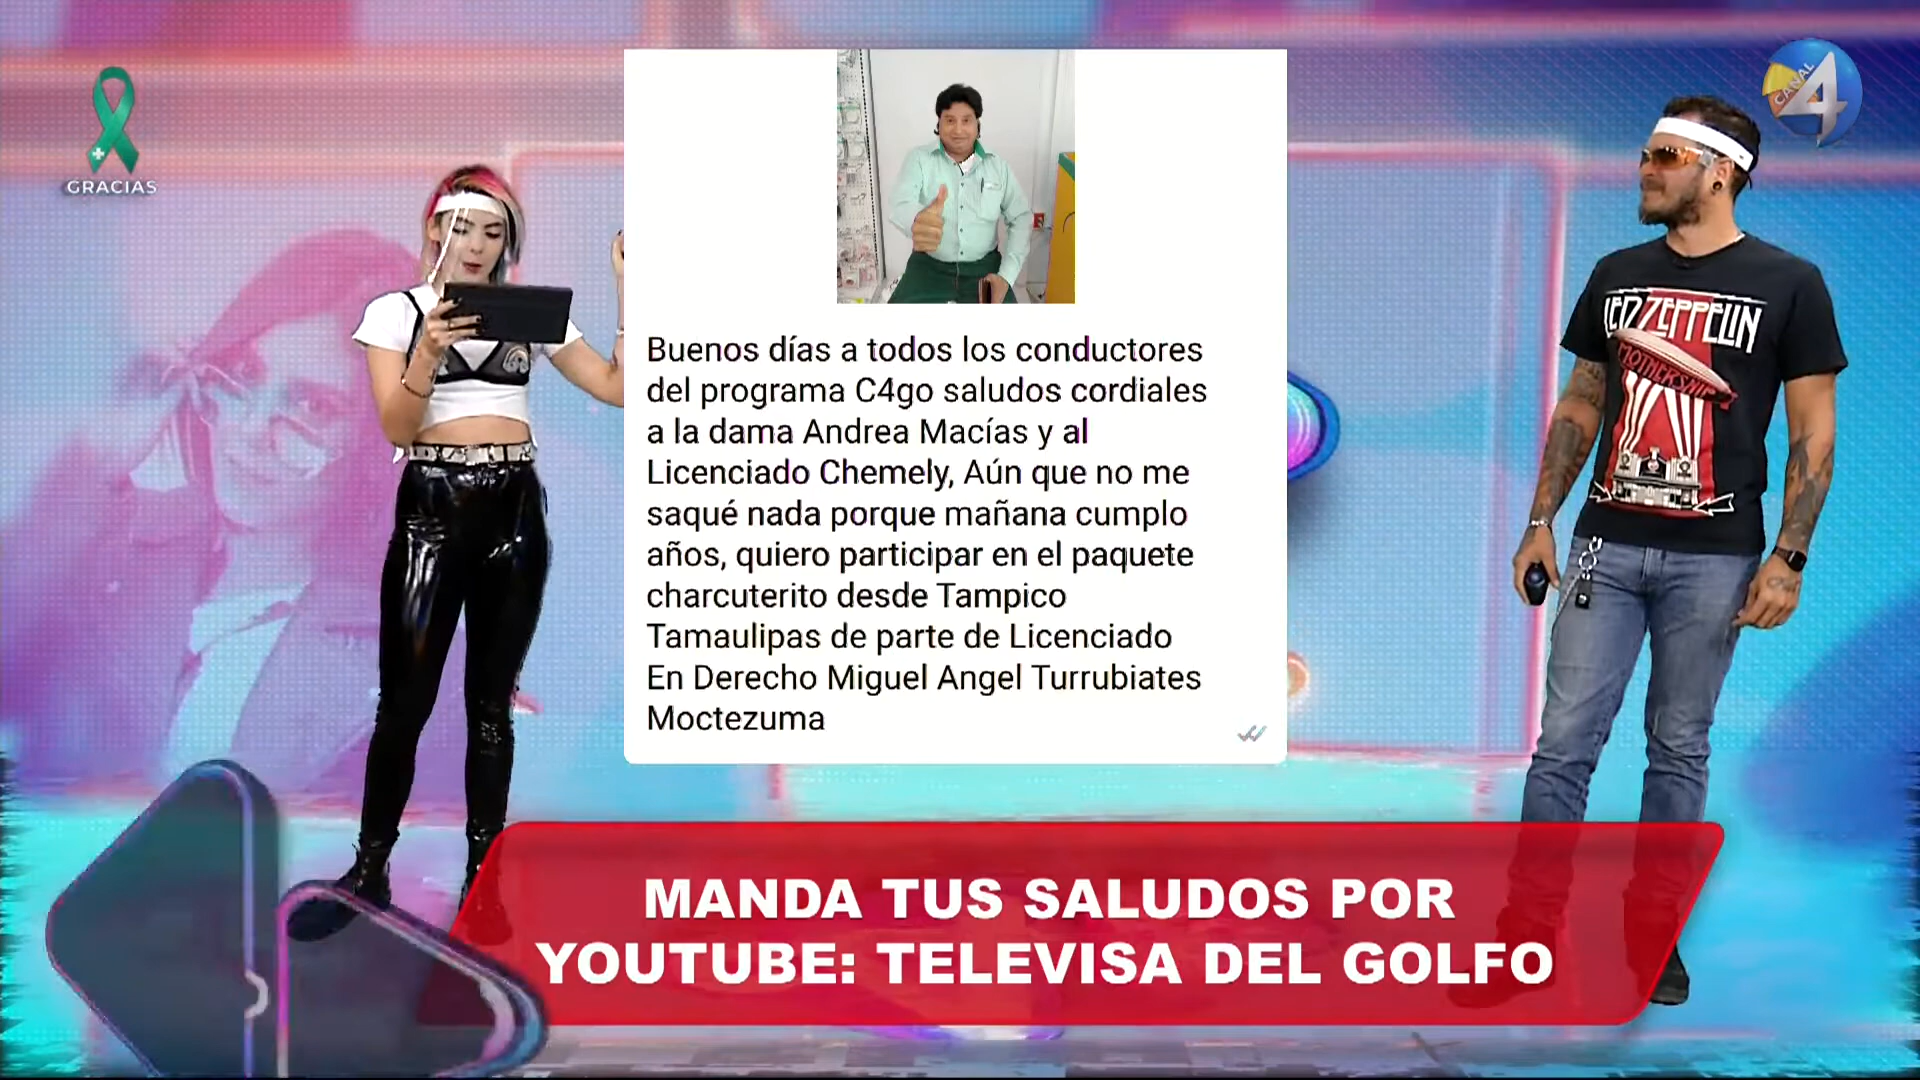 GRACIAS
CANAL
4
Buenos días a todos los conductores
del programa C4go saludos cordiales
a la dama Andrea Macías y al
Licenciado Chemely, Aún que no me
saqué nada porque mañana cumplo
años, quiero participar en el paquete
charcuterito desde Tampico
Tamaulipas de parte de Licenciado
En Derecho Miguel Angel Turrubiates
Moctezuma
LED ZEPPELIN
MOTHERSHIP
MANDA TUS SALUDOS POR
YOUTUBE: TELEVISA DEL GOLFO